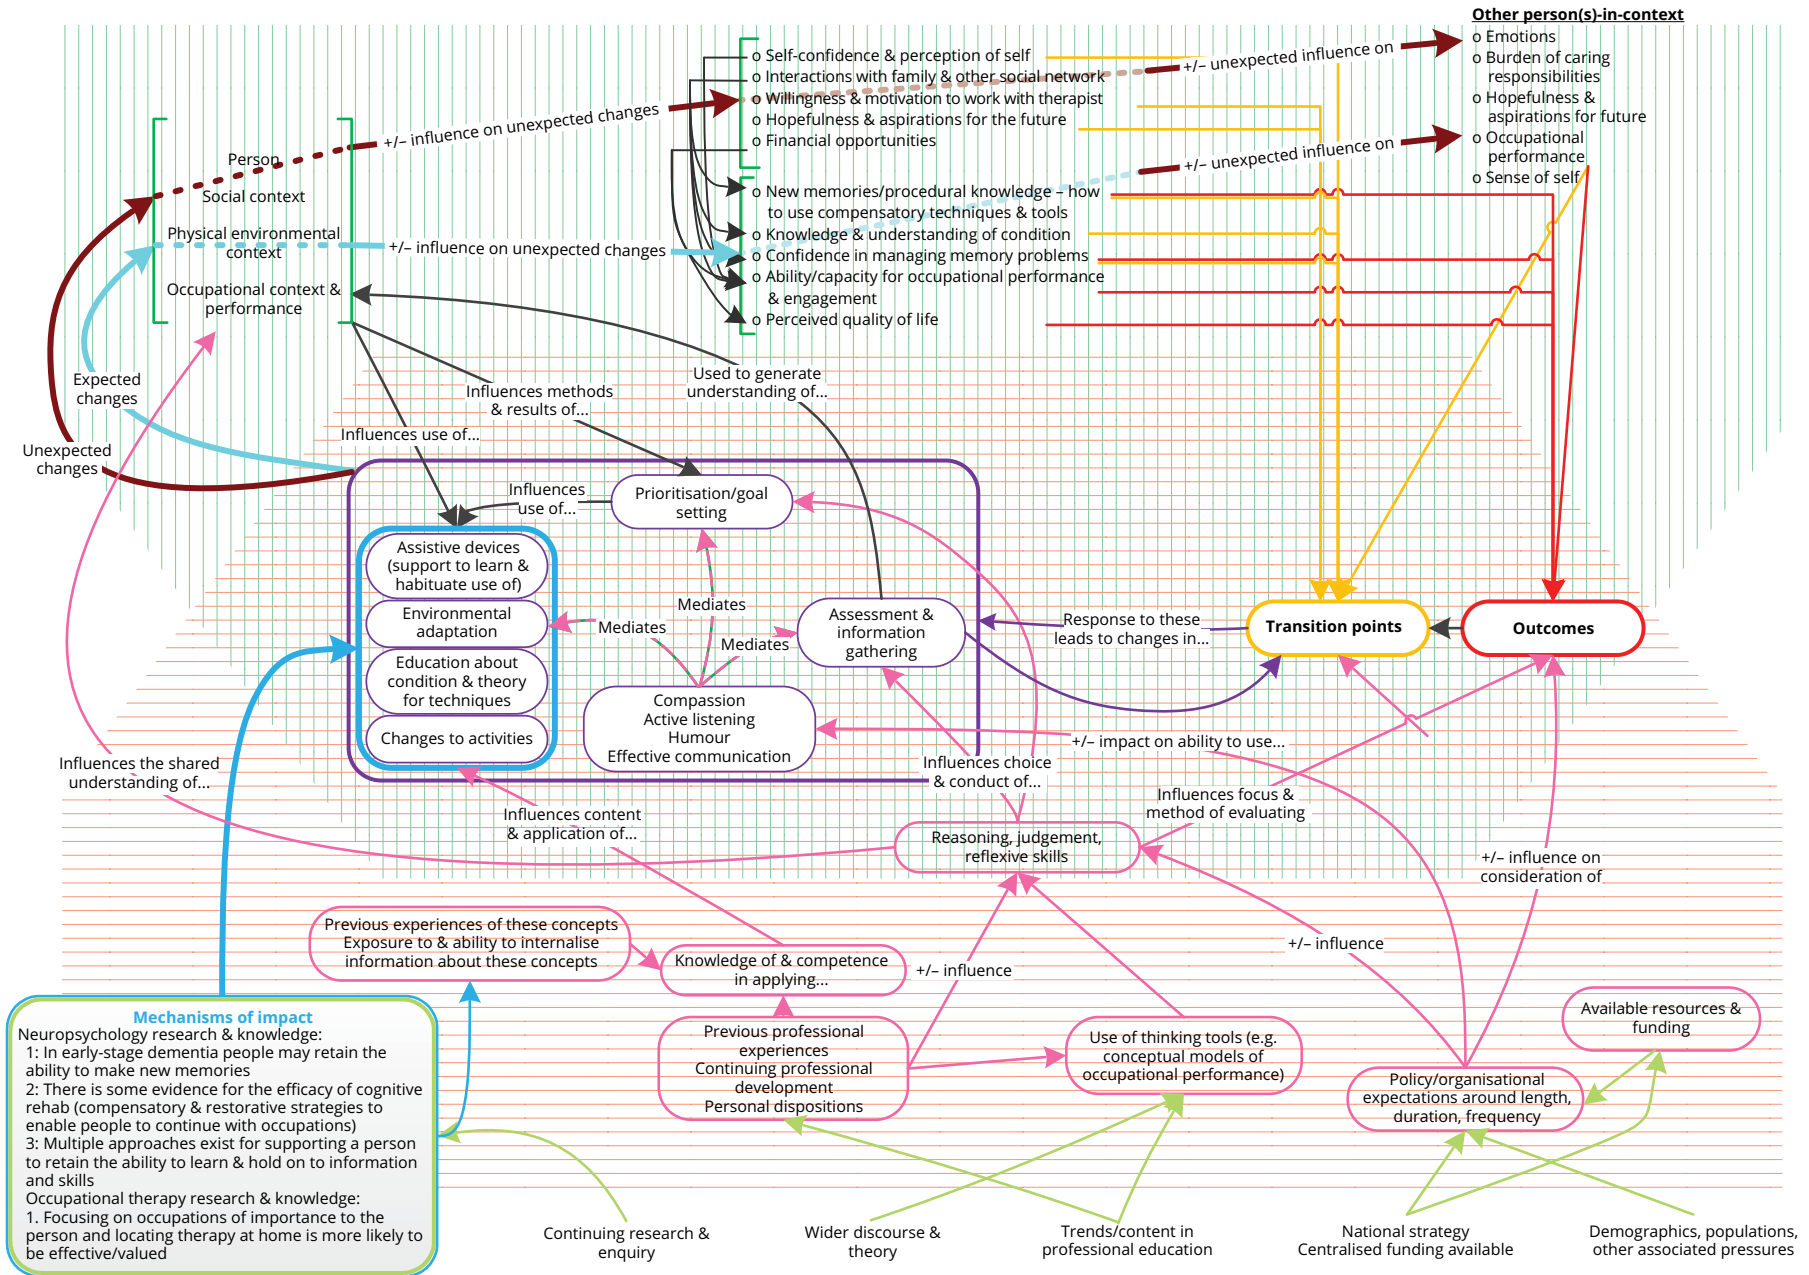 Other person(s)-in-context
o Emotions
o Burden of caring
responsibilities
o Hopefulness &
aspirations for future
o Occupational
performance
o Sense of self
o Self-confidence & perception of self
o Interactions with family & other social network
o Willingness & motivation to work with therapist
o Hopefulness & aspirations for the future
o Financial opportunities
+/– unexpected influence on
+/– unexpected influence on
+/– influence on unexpected changes
+/– influence on unexpected changes
Person
Social context
Physical environmental
context
Occupational context &
performance
o New memories/procedural knowledge – how
to use compensatory techniques & tools
o Knowledge & understanding of condition
o Confidence in managing memory problems
o Ability/capacity for occupational performance
& engagement
o Perceived quality of life
Expected
changes
Unexpected
changes
Influences methods
& results of...
Used to generate
understanding of...
Influences use of...
Influences
use of...
Prioritisation/goal
setting
Assistive devices
(support to learn &
habituate use of)
Environmental
adaptation
Education about
condition & theory
for techniques
Changes to activities
Mediates
Mediates
Mediates
Assessment &
information
gathering
Compassion
Active listening
Humour
Effective communication
Response to these
leads to changes in...
Transition points
Outcomes
+/– impact on ability to use...
Influences choice
& conduct of...
Influences focus &
method of evaluating
Influences the shared
understanding of...
Influences content
& application of...
Reasoning, judgement,
reflexive skills
+/– influence on
consideration of
+/– influence
+/– influence
Previous experiences of these concepts
Exposure to & ability to internalise
information about these concepts
Knowledge of & competence
in applying...
Previous professional
experiences
Continuing professional
development
Personal dispositions
Use of thinking tools (e.g.
conceptual models of
occupational performance)
Available resources &
funding
Policy/organisational
expectations around length,
duration, frequency
Mechanisms of impact
Neuropsychology research & knowledge:
1: In early-stage dementia people may retain the
ability to make new memories
2: There is some evidence for the efficacy of cognitive
rehab (compensatory & restorative strategies to
enable people to continue with occupations)
3: Multiple approaches exist for supporting a person
to retain the ability to learn & hold on to information
and skills
Occupational therapy research & knowledge:
1. Focusing on occupations of importance to the
person and locating therapy at home is more likely to
be effective/valued
Continuing research &
enquiry
Wider discourse &
theory
Trends/content in
professional education
National strategy
Centralised funding available
Demographics, populations,
other associated pressures